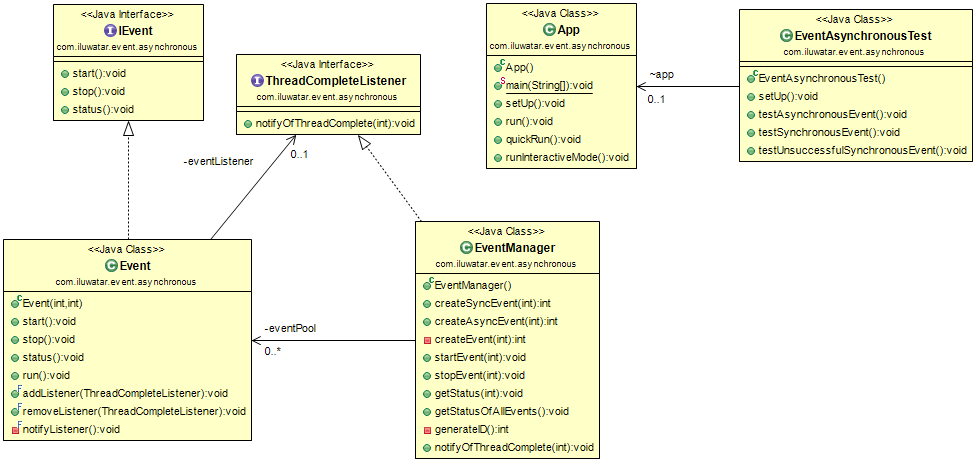 <<Java Interface>>
IEvent
com.iluwatar.event.asynchronous
start():void
stop():void
status():void
<<Java Interface>>
ThreadCompleteListener
com.iluwatar.event.asynchronous
notifyOfThreadComplete(int):void
<<Java Class>>
App
com.iluwatar.event.asynchronous
App()
main(String[]):void
setUp():void
run():void
quickRun():void
runInteractiveMode():void
~app
0..1
<<Java Class>>
EventAsynchronousTest
com.iluwatar.event.asynchronous
EventAsynchronousTest()
setUp():void
testAsynchronousEvent():void
testSynchronousEvent():void
testUnsuccessfulSynchronousEvent():void
-eventListener
0..1
<<Java Class>>
Event
com.iluwatar.event.asynchronous
Event(int,int)
start():void
stop():void
status():void
run():void
addListener(ThreadCompleteListener):void
removeListener(ThreadCompleteListener):void
notifyListener():void
-eventPool
0..*
<<Java Class>>
EventManager
com.iluwatar.event.asynchronous
EventManager()
createSyncEvent(int):int
createAsyncEvent(int):int
createEvent(int):int
startEvent(int):void
stopEvent(int):void
getStatus(int):void
getStatusOfAllEvents():void
generateID():int
notifyOfThreadComplete(int):void